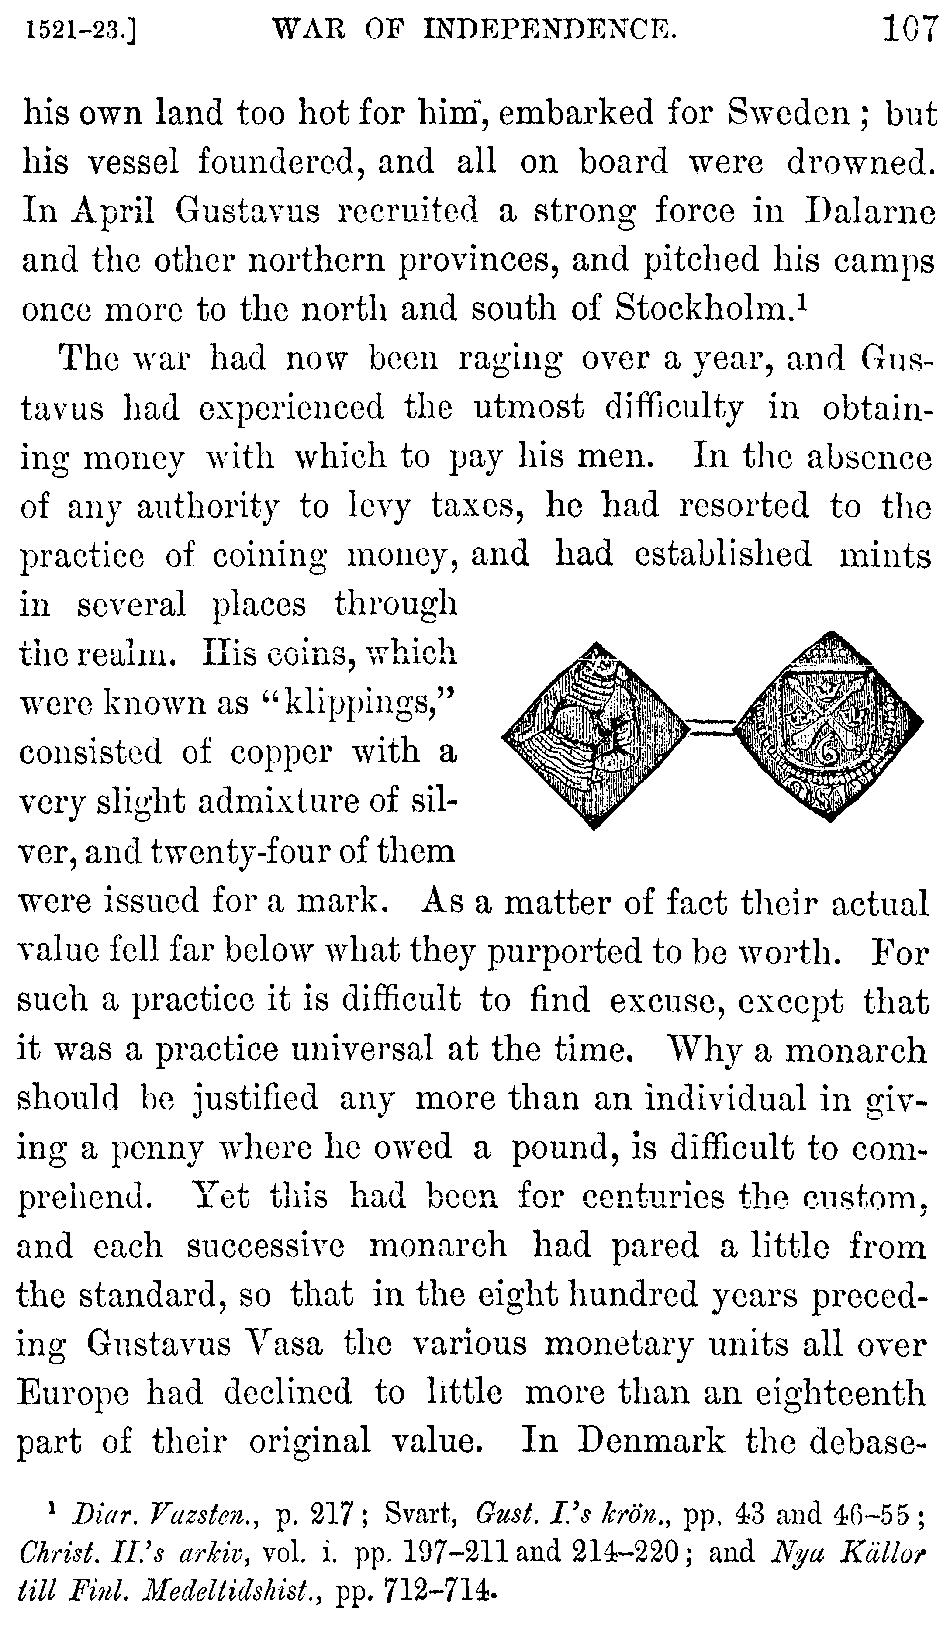 1521–23.] WAR OF INDEPENDENCE. 107
his own land too hot for him, embarked for Sweden; but
his vessel foundered, and all on board were drowned.
In April Gustavus recruited a strong force in Dalarne
and the other northern provinces, and pitched his camps
once more to the north and south of Stockholm.¹
The war had now been raging over a year, and Gus-
tavus had experienced the utmost difficulty in obtain-
ing money with which to pay his men. In the absence
of any authority to levy taxes, he had resorted to the
practice of coining money, and had established mints
in several places through
the realm. His coins, which
were known as “klippings,”
consisted of copper with a
very slight admixture of sil-
ver, and twenty-four of them
were issued for a mark. As a matter of fact their actual
value fell far below what they purported to be worth. For
such a practice it is difficult to find excuse, except that
it was a practice universal at the time. Why a monarch
should be justified any more than an individual in giv-
ing a penny where he owed a pound, is difficult to com-
prehend. Yet this had been for centuries the custom,
and each successive monarch had pared a little from
the standard, so that in the eight hundred years preced-
ing Gustavus Vasa the various monetary units all over
Europe had declined to little more than an eighteenth
part of their original value. In Denmark the debase-
¹ Diar. Vazsten., p. 217; Svart, Gust. I.'s krön., pp. 43 and 46–55;
Christ. II.'s arkiv, vol. i. pp. 197–211 and 214–220; and Nya Källor
till Finl. Medeltidshist., pp. 712–714.